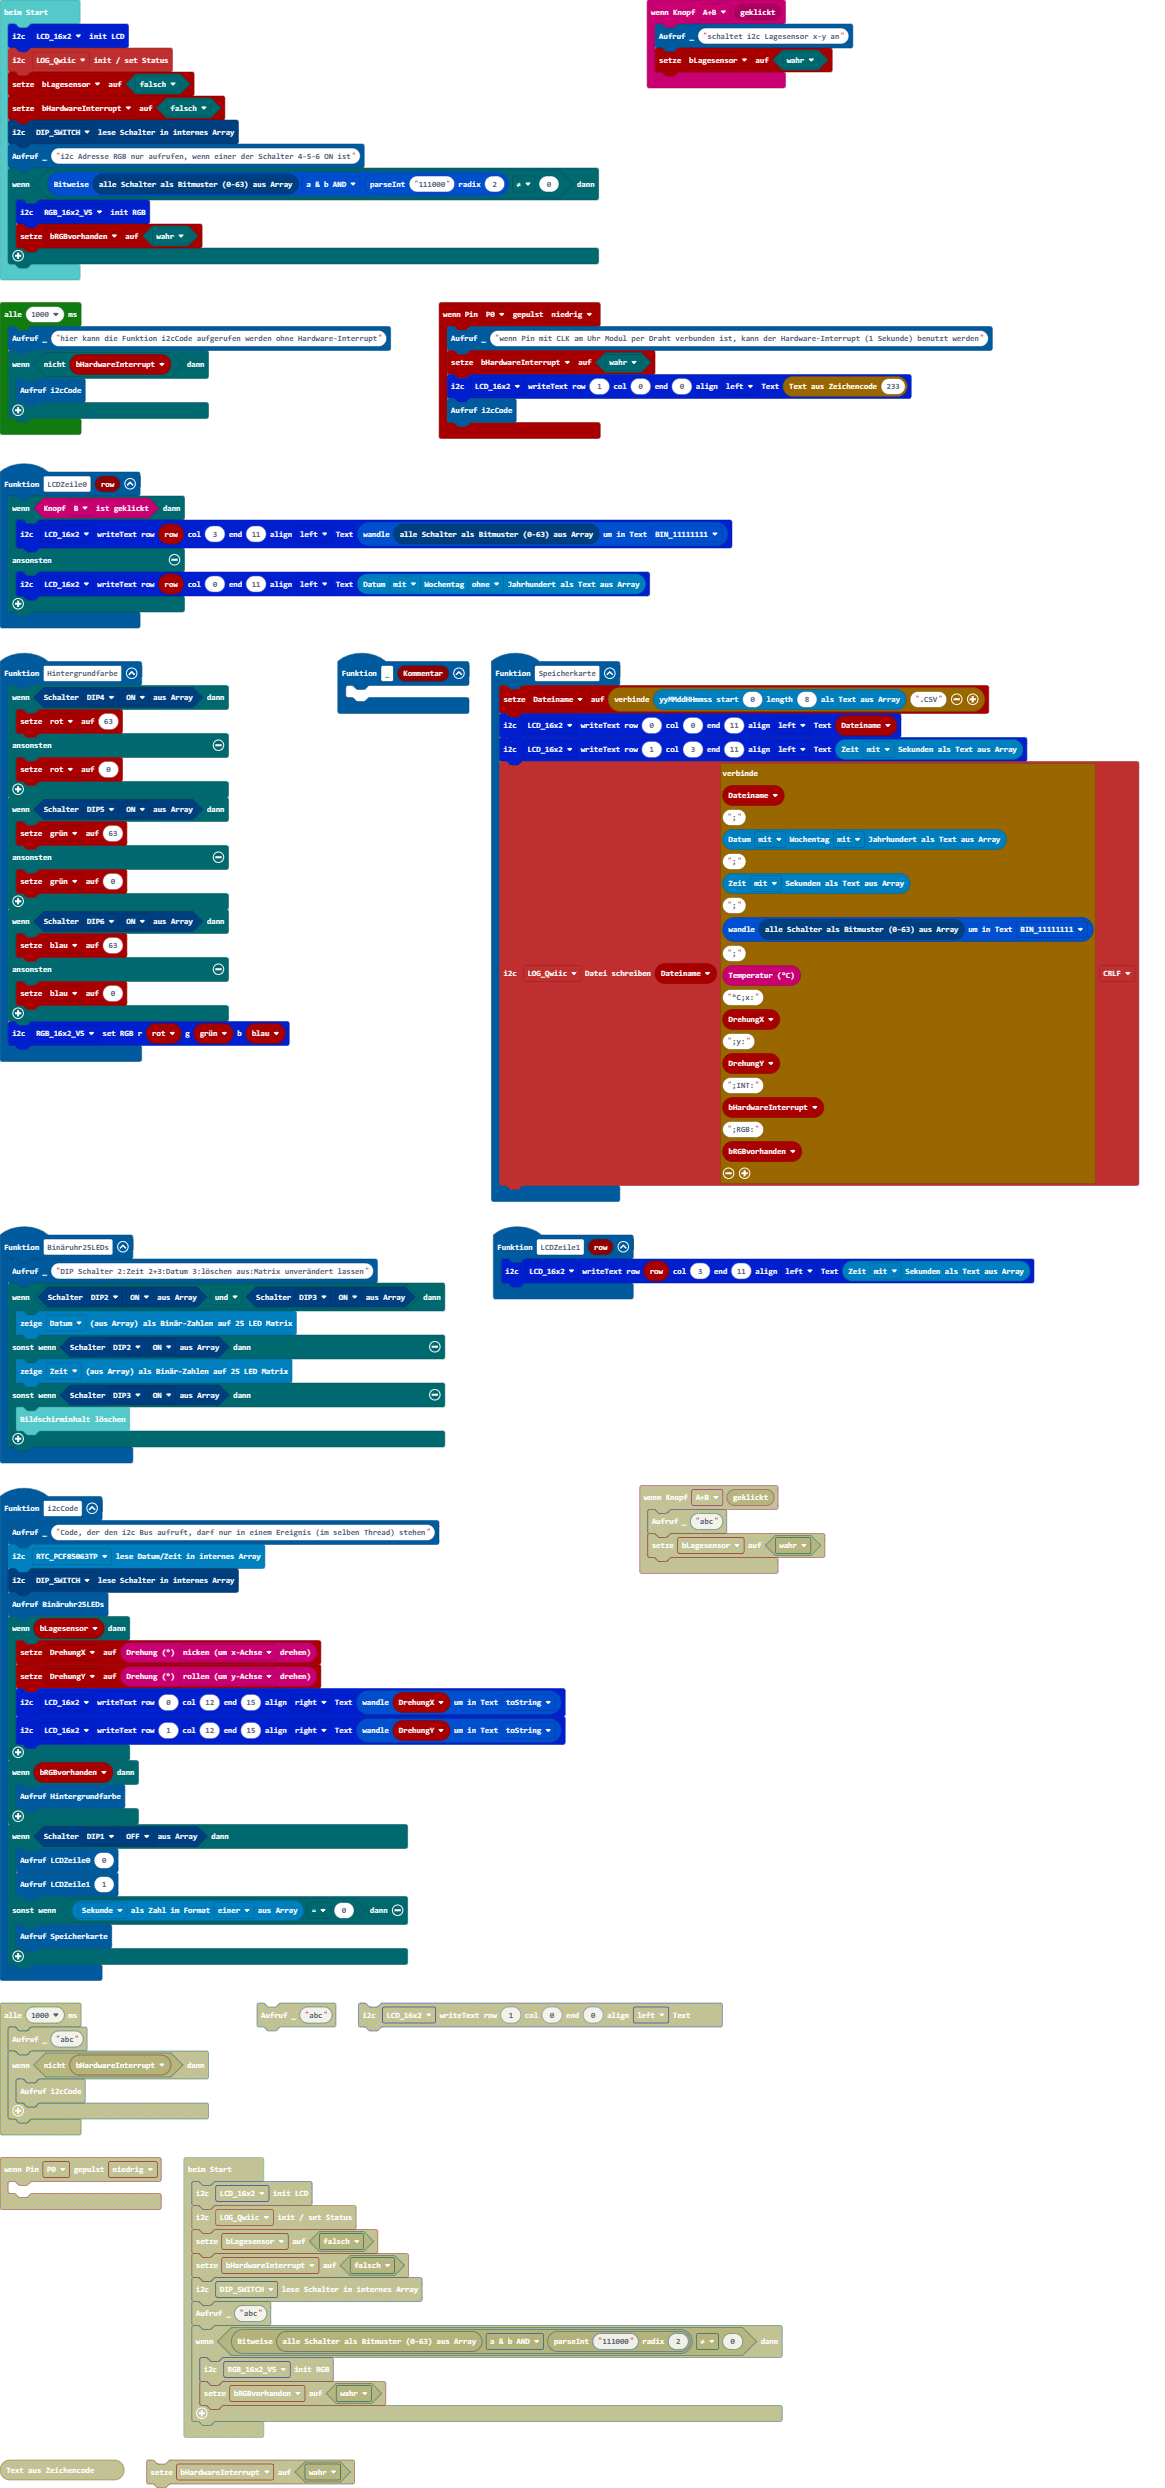 beim Start
i2c LCD_16x2 init LCD
i2c LOG_Qwiic init / set Status
setze bLagesensor auf falsch
setze bHardwareInterrupt auf falsch
i2c DIP_SWITCH lese Schalter in internes Array
Aufruf _ "i2c Adresse RGB nur aufrufen, wenn einer der Schalter 4-5-6 ON ist"
wenn Bitweise alle Schalter als Bitmuster (0-63) aus Array a & b AND parseInt "111000" radix 2 ≠ 0 dann
i2c RGB_16x2_V5 init RGB
setze bRGBvorhanden auf wahr
wenn Knopf A+B geklickt
Aufruf _ "schaltet i2c Lagesensor x-y an"
setze bLagesensor auf wahr
alle 1000 ms
Aufruf _ "hier kann die Funktion i2cCode aufgerufen werden ohne Hardware-Interrupt"
wenn nicht bHardwareInterrupt dann
Aufruf i2cCode
wenn Pin P0 gepulst niedrig
Aufruf _ "wenn Pin mit CLK am Uhr Modul per Draht verbunden ist, kann der Hardware-Interrupt (1 Sekunde) benutzt werden"
setze bHardwareInterrupt auf wahr
i2c LCD_16x2 writeText row 1 col 0 end 0 align left Text Text aus Zeichencode 233
Aufruf i2cCode
Funktion LCDZeile0 row
wenn Knopf B ist geklickt dann
i2c LCD_16x2 writeText row row col 3 end 11 align left Text wandle alle Schalter als Bitmuster (0-63) aus Array um in Text BIN_11111111
ansonsten
i2c LCD_16x2 writeText row row col 0 end 11 align left Text Datum mit Wochentag ohne Jahrhundert als Text aus Array
Funktion Hintergrundfarbe
wenn Schalter DIP4 ON aus Array dann
setze rot auf 63
ansonsten
setze rot auf 0
wenn Schalter DIP5 ON aus Array dann
setze grün auf 63
ansonsten
setze grün auf 0
wenn Schalter DIP6 ON aus Array dann
setze blau auf 63
ansonsten
setze blau auf 0
i2c RGB_16x2_V5 set RGB r rot g grün b blau
Funktion _ Kommentar
Funktion Speicherkarte
setze Dateiname auf verbinde yyMMddHHmmss start 0 length 8 als Text aus Array ".CSV"
i2c LCD_16x2 writeText row 0 col 0 end 11 align left Text Dateiname
i2c LCD_16x2 writeText row 1 col 3 end 11 align left Text Zeit mit Sekunden als Text aus Array
i2c LOG_Qwiic Datei schreiben Dateiname
verbinde
Dateiname
";"
Datum mit Wochentag mit Jahrhundert als Text aus Array
";"
Zeit mit Sekunden als Text aus Array
";"
wandle alle Schalter als Bitmuster (0-63) aus Array um in Text BIN_11111111
";"
Temperatur (°C)
"°C;x:"
DrehungX
";y:"
DrehungY
";INT:"
bHardwareInterrupt
";RGB:"
bRGBvorhanden
CRLF
Funktion Binäruhr25LEDs
Aufruf _ "DIP Schalter 2:Zeit 2+3:Datum 3:löschen aus:Matrix unverändert lassen"
wenn Schalter DIP2 ON aus Array und Schalter DIP3 ON aus Array dann
zeige Datum (aus Array) als Binär-Zahlen auf 25 LED Matrix
sonst wenn Schalter DIP2 ON aus Array dann
zeige Zeit (aus Array) als Binär-Zahlen auf 25 LED Matrix
sonst wenn Schalter DIP3 ON aus Array dann
Bildschirminhalt löschen
Funktion LCDZeile1 row
i2c LCD_16x2 writeText row row col 3 end 11 align left Text Zeit mit Sekunden als Text aus Array
Funktion i2cCode
Aufruf _ "Code, der den i2c Bus aufruft, darf nur in einem Ereignis (im selben Thread) stehen"
i2c RTC_PCF85063TP lese Datum/Zeit in internes Array
i2c DIP_SWITCH lese Schalter in internes Array
Aufruf Binäruhr25LEDs
wenn bLagesensor dann
setze DrehungX auf Drehung (°) nicken (um x-Achse drehen)
setze DrehungY auf Drehung (°) rollen (um y-Achse drehen)
i2c LCD_16x2 writeText row 0 col 12 end 15 align right Text wandle DrehungX um in Text toString
i2c LCD_16x2 writeText row 1 col 12 end 15 align right Text wandle DrehungY um in Text toString
wenn bRGBvorhanden dann
Aufruf Hintergrundfarbe
wenn Schalter DIP1 OFF aus Array dann
Aufruf LCDZeile0 0
Aufruf LCDZeile1 1
sonst wenn Sekunde als Zahl im Format einer aus Array = 0 dann
Aufruf Speicherkarte
wenn Knopf A+B geklickt
Aufruf _ "abc"
setze bLagesensor auf wahr
alle 1000 ms
Aufruf _ "abc"
wenn nicht bHardwareInterrupt dann
Aufruf i2cCode
Aufruf _ "abc"
i2c LCD_16x2 writeText row 1 col 0 end 0 align left Text
wenn Pin P0 gepulst niedrig
beim Start
i2c LCD_16x2 init LCD
i2c LOG_Qwiic init / set Status
setze bLagesensor auf falsch
setze bHardwareInterrupt auf falsch
i2c DIP_SWITCH lese Schalter in internes Array
Aufruf _ "abc"
wenn Bitweise alle Schalter als Bitmuster (0-63) aus Array a & b AND parseInt "111000" radix 2 ≠ 0 dann
i2c RGB_16x2_V5 init RGB
setze bRGBvorhanden auf wahr
Text aus Zeichencode
setze bHardwareInterrupt auf wahr